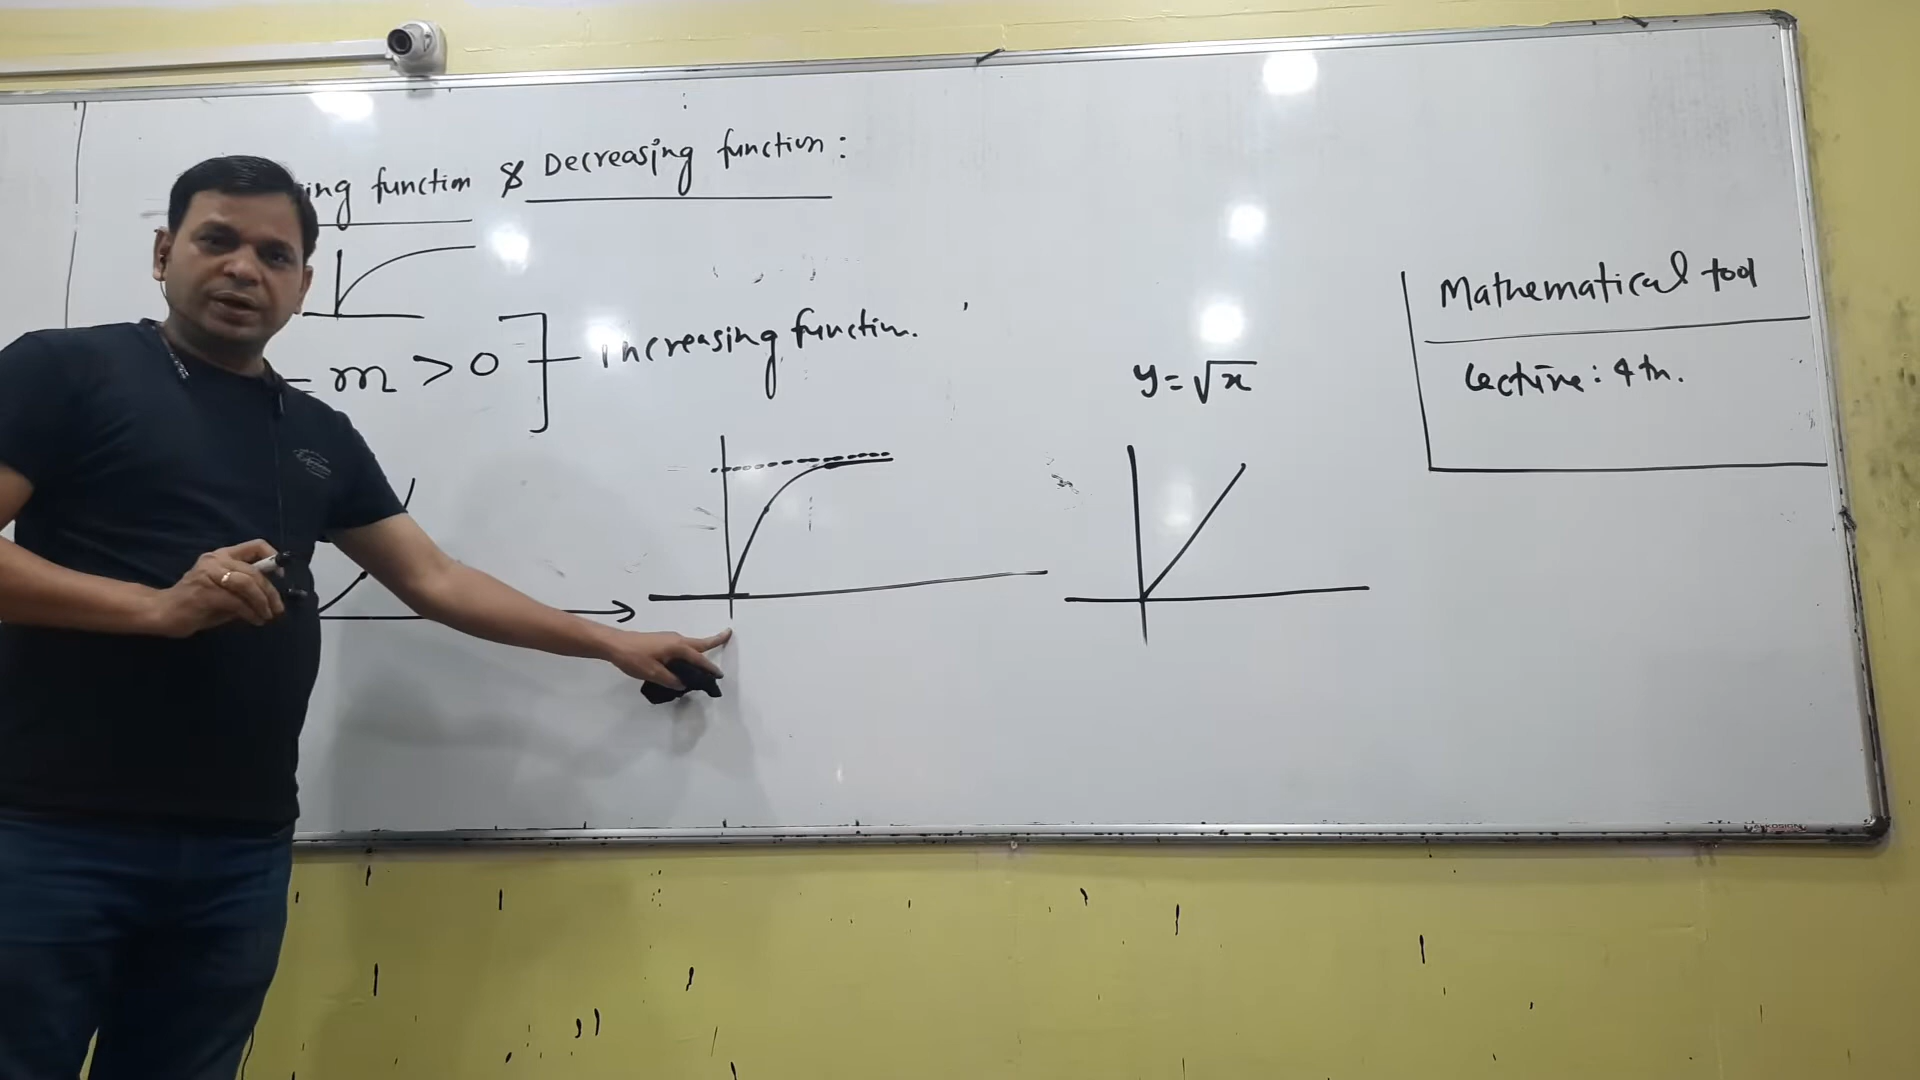 ing function & Decreasing function:
= m > 0 Increasing function.
y = √x
Mathematical tool
Lecture: 4th.